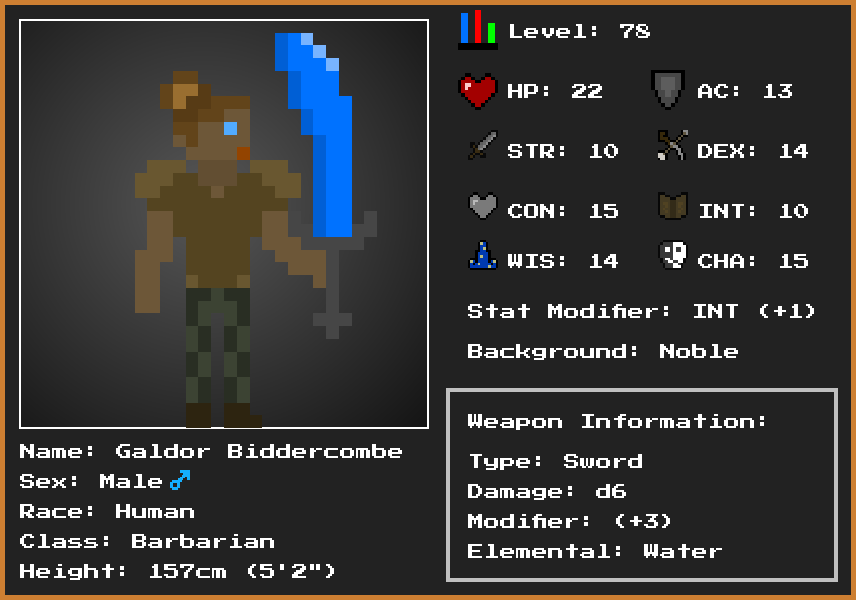 Level: 78
HP: 22 AC: 13
STR: 10 DEX: 14
CON: 15 INT: 10
WIS: 14 CHA: 15
Stat Modifier: INT (+1)
Background: Noble
Weapon Information:
Type: Sword
Damage: d6
Modifier: (+3)
Elemental: Water
Name: Galdor Biddercombe
Sex: Male ♂
Race: Human
Class: Barbarian
Height: 157cm (5'2")